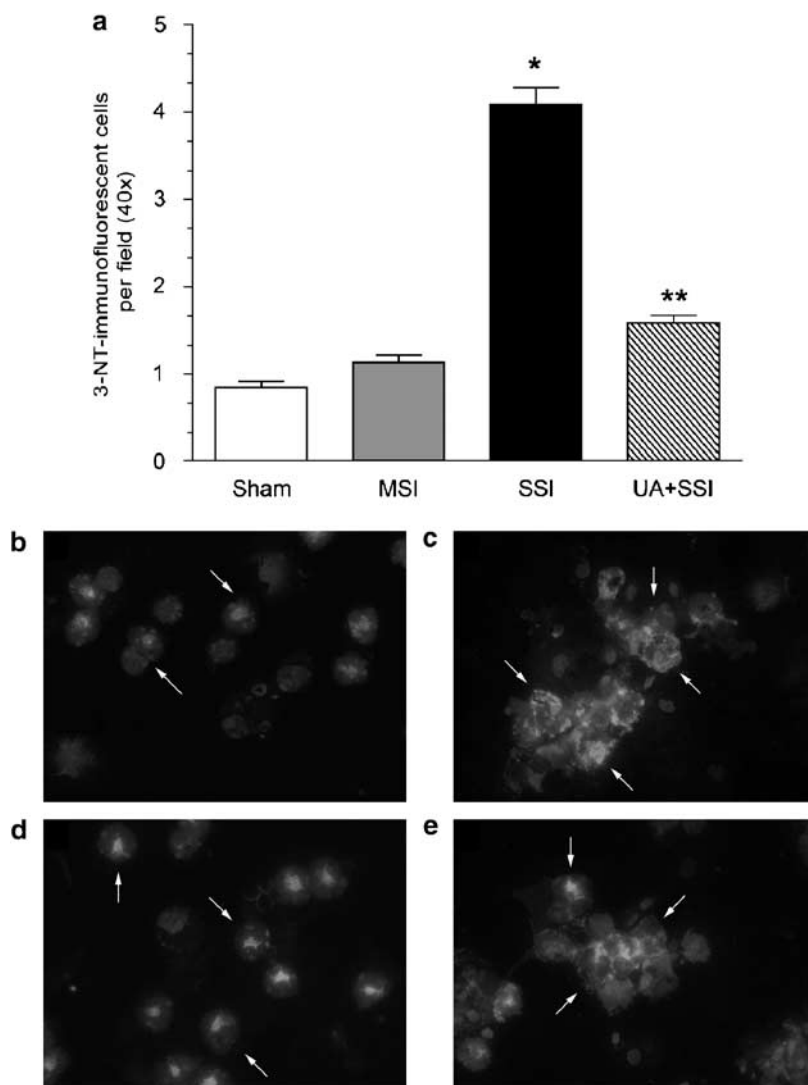 a
3-NT-immunofluorescent cells
per field (40x)
5
4
3
2
1
0
*
**
Sham
MSI
SSI
UA+SSI
b
c
d
e